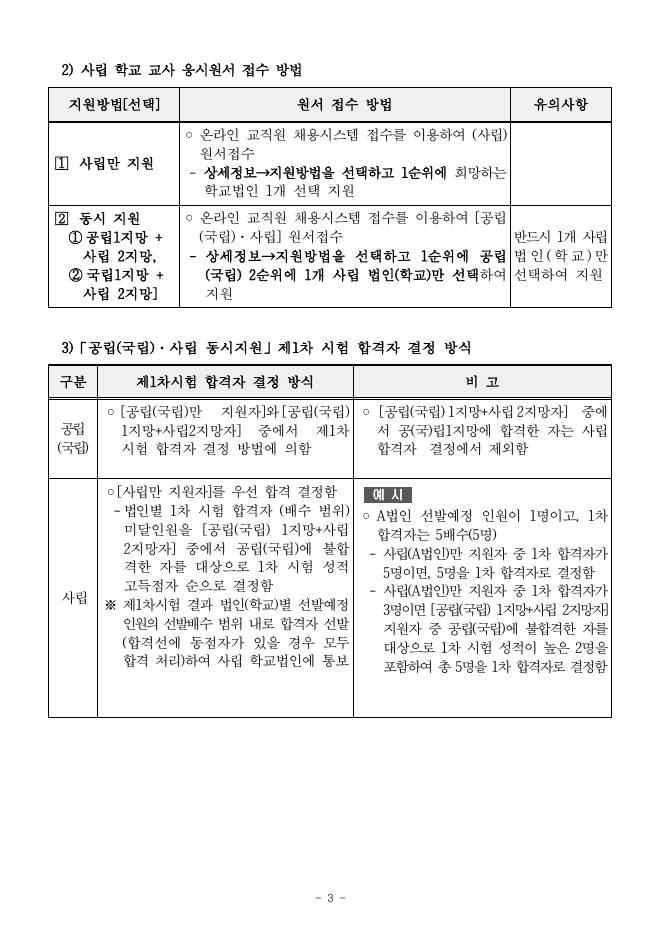 2) 사립 학교 교사 응시원서 접수 방법
지원방법[선택]
원서 접수 방법
유의사항
1 사립만 지원
○ 온라인 교직원 채용시스템 접수를 이용하여 (사립)
원서접수
- 상세정보→지원방법을 선택하고 1순위에 희망하는
학교법인 1개 선택 지원
2 동시 지원
① 공립1지망 +
사립 2지망,
② 국립1지망 +
사립 2지망]
○ 온라인 교직원 채용시스템 접수를 이용하여 [공립
(국립)·사립] 원서접수
- 상세정보→지원방법을 선택하고 1순위에 공립
(국립) 2순위에 1개 사립 법인(학교)만 선택하여
지원
반드시 1개 사립
법인(학교)만
선택하여 지원
3)「공립(국립)·사립 동시지원」제1차 시험 합격자 결정 방식
구분
제1차시험 합격자 결정 방식
비 고
공립
(국립)
○ [공립(국립)만 지원자]와 [공립(국립)
1지망+사립2지망자] 중에서 제1차
시험 합격자 결정 방법에 의함
○ [공립(국립)1지망+사립2지망자] 중에
서 공(국)립1지망에 합격한 자는 사립
합격자 결정에서 제외함
사립
○[사립만 지원자]를 우선 합격 결정함
- 법인별 1차 시험 합격자 (배수 범위)
미달인원을 [공립(국립) 1지망+사립
2지망자] 중에서 공립(국립)에 불합
격한 자를 대상으로 1차 시험 성적
고득점자 순으로 결정함
※ 제1차시험 결과 법인(학교)별 선발예정
인원의 선발배수 범위 내로 합격자 선발
(합격선에 동점자가 있을 경우 모두
합격 처리)하여 사립 학교법인에 통보
예 시
○ A법인 선발예정 인원이 1명이고, 1차
합격자는 5배수(5명)
- 사립(A법인)만 지원자 중 1차 합격자가
5명이면, 5명을 1차 합격자로 결정함
- 사립(A법인)만 지원자 중 1차 합격자가
3명이면 [공립(국립) 1지망+사립 2지망자]
지원자 중 공립(국립)에 불합격한 자를
대상으로 1차 시험 성적이 높은 2명을
포함하여 총 5명을 1차 합격자로 결정함
- 3 -